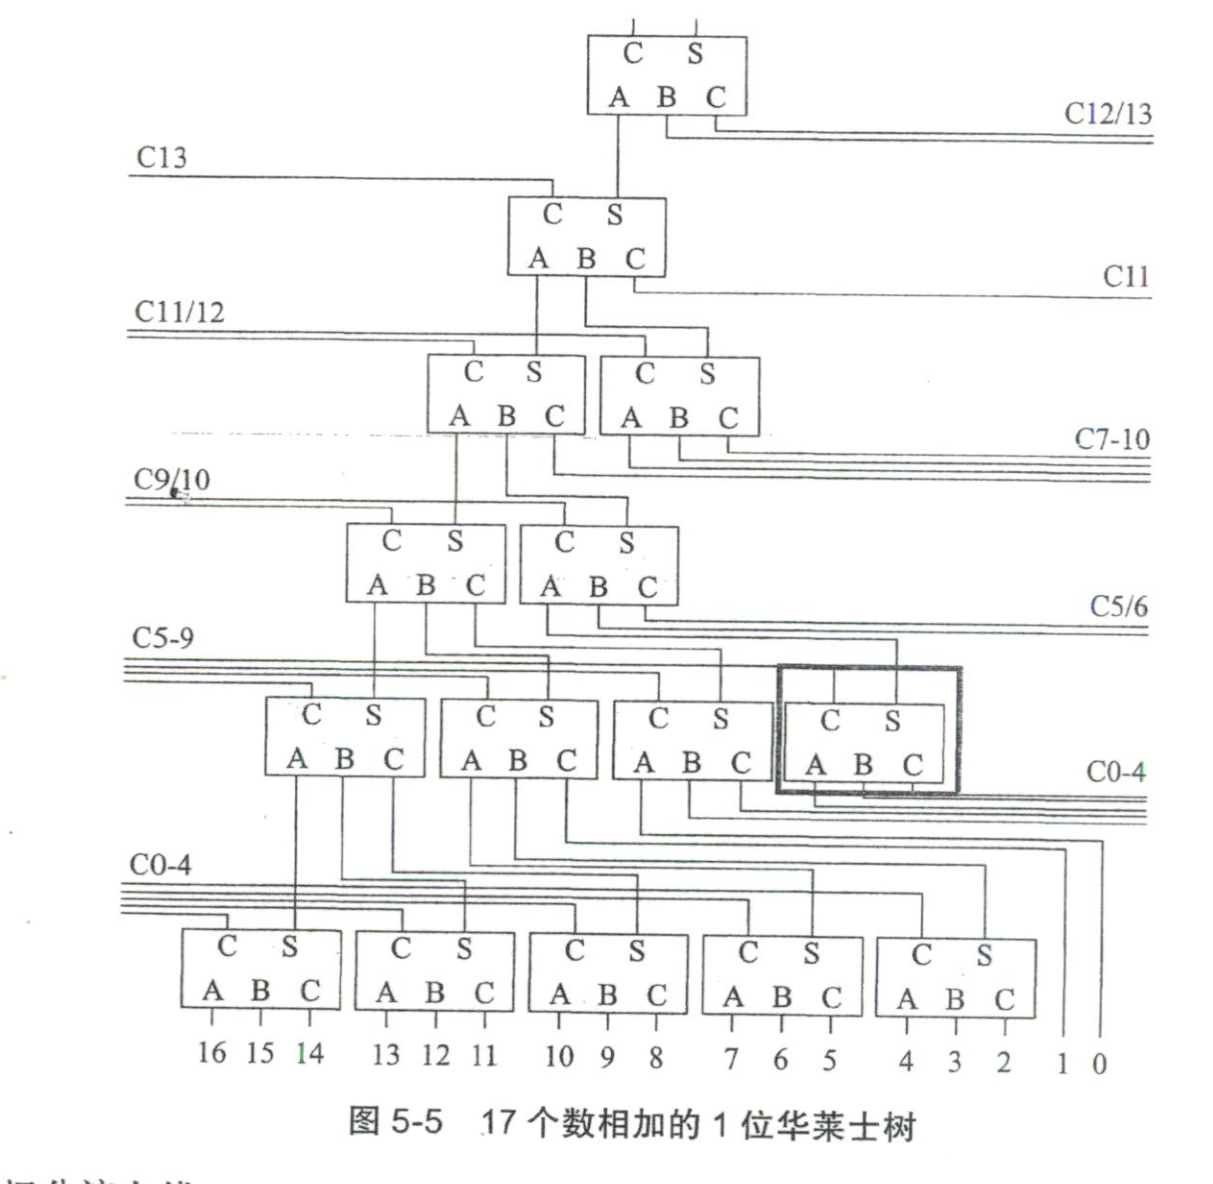 C S
A B C
C12/13
C13
C S
A B C
C11
C11/12
C S C S
A B C A B C
C7-10
C9/10
C S C S
A B C A B C
C5/6
C5-9
C S C S C S C S
A B C A B C A B C A B C
C0-4
C0-4
C S C S C S C S C S
A B C A B C A B C A B C A B C
16 15 14 13 12 11 10 9 8 7 6 5 4 3 2 1 0
图 5-5 17 个数相加的 1 位华莱士树